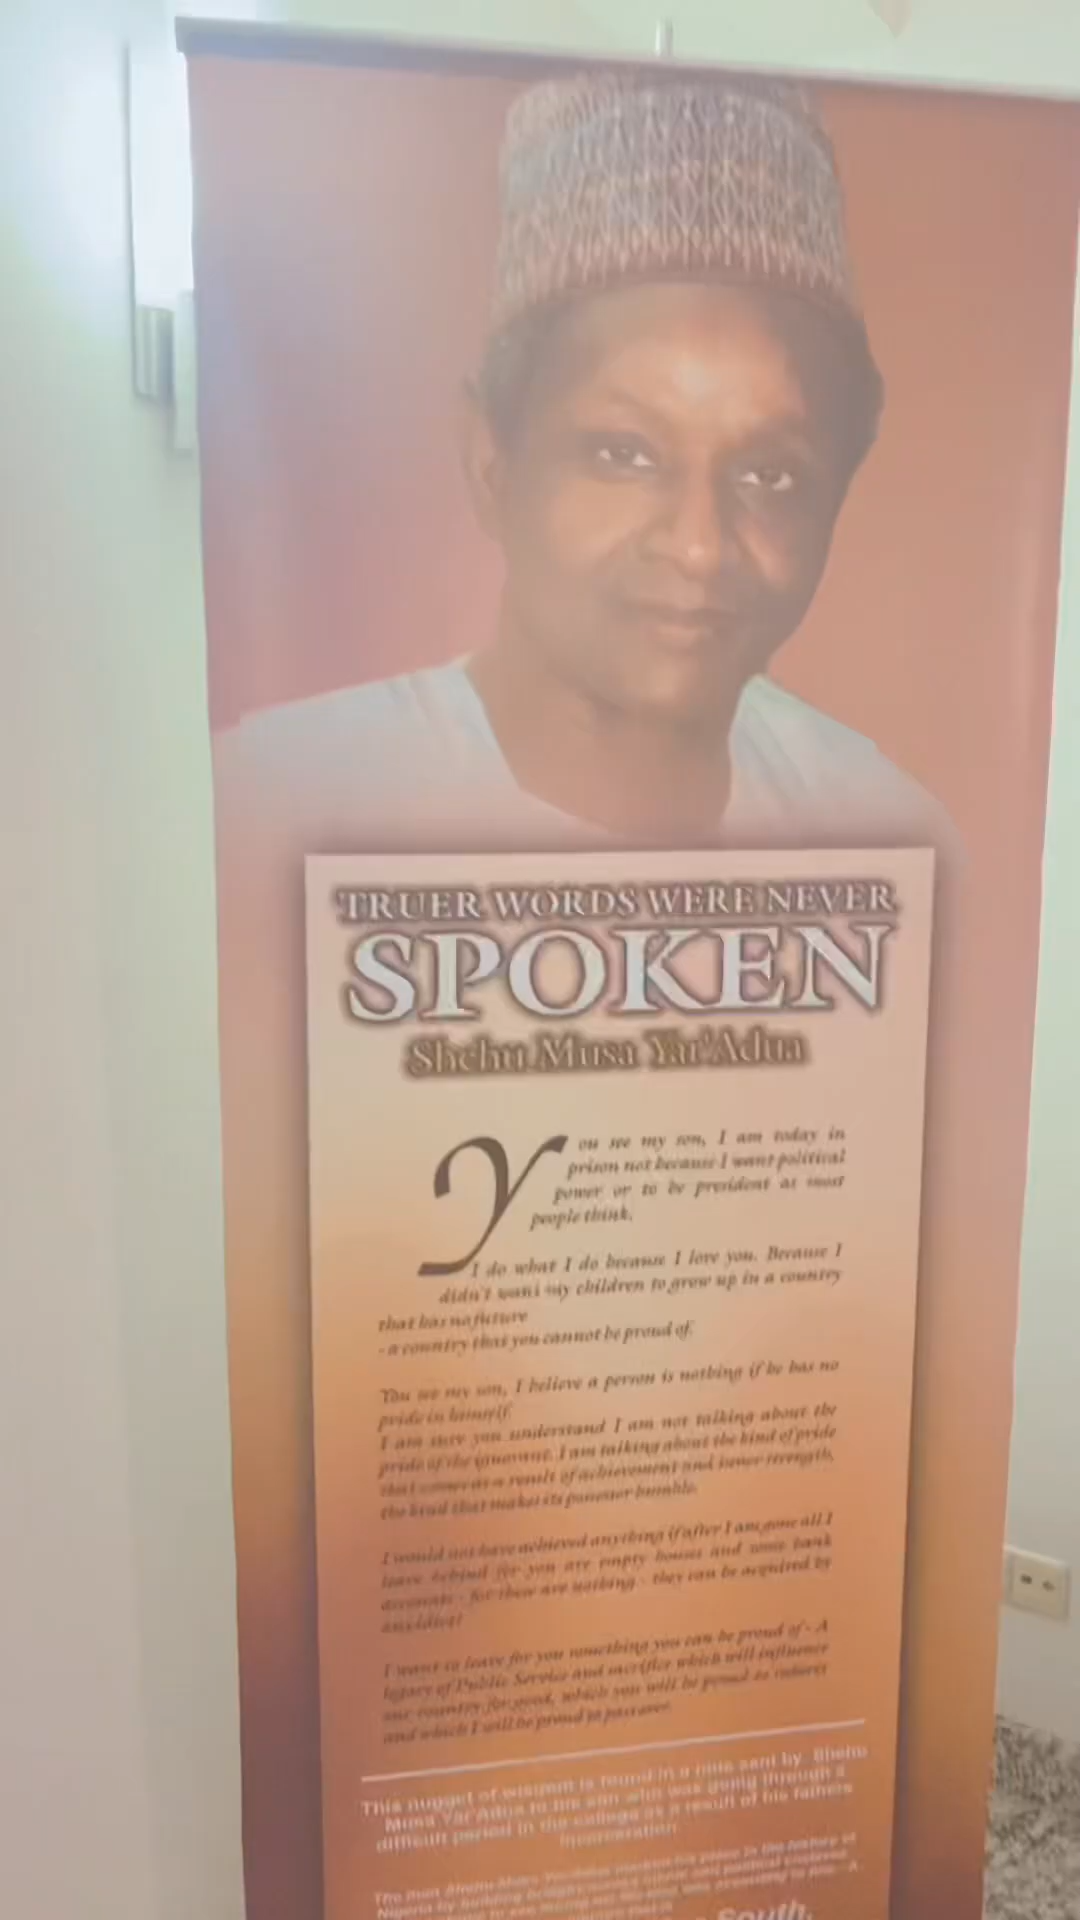 TRUER WORDS WERE NEVER
SPOKEN
Shehu Musa Yar'Adua
You see my son, I am today in
prison not because I want political
power or to be president as most
people think.
I do what I do because I love you. Because I
didn't want my children to grow up in a country
that has no future
- a country that you cannot be proud of.
You see my son, I believe a person is nothing if he has no
pride in himself.
I am sure you understand I am not talking about the
pride of the ignorant. I am talking about the kind of pride
that comes as a result of achievement and inner strength,
the kind that makes its possessor humble.
I would not have achieved anything if after I am gone all I
leave behind for you are empty houses and some bank
accounts - for these are nothing - they can be acquired by
any idiot!
I want to leave for you something you can be proud of - A
legacy of Public Service and sacrifice which will influence
our country for good, which you will be proud to inherit
and which I will be proud to pass over.
This nugget of wisdom is found in a note sent by Shehu
Musa Yar'Adua to his son who was going through a
difficult period in the college as a result of his fathers
incarceration.
South,